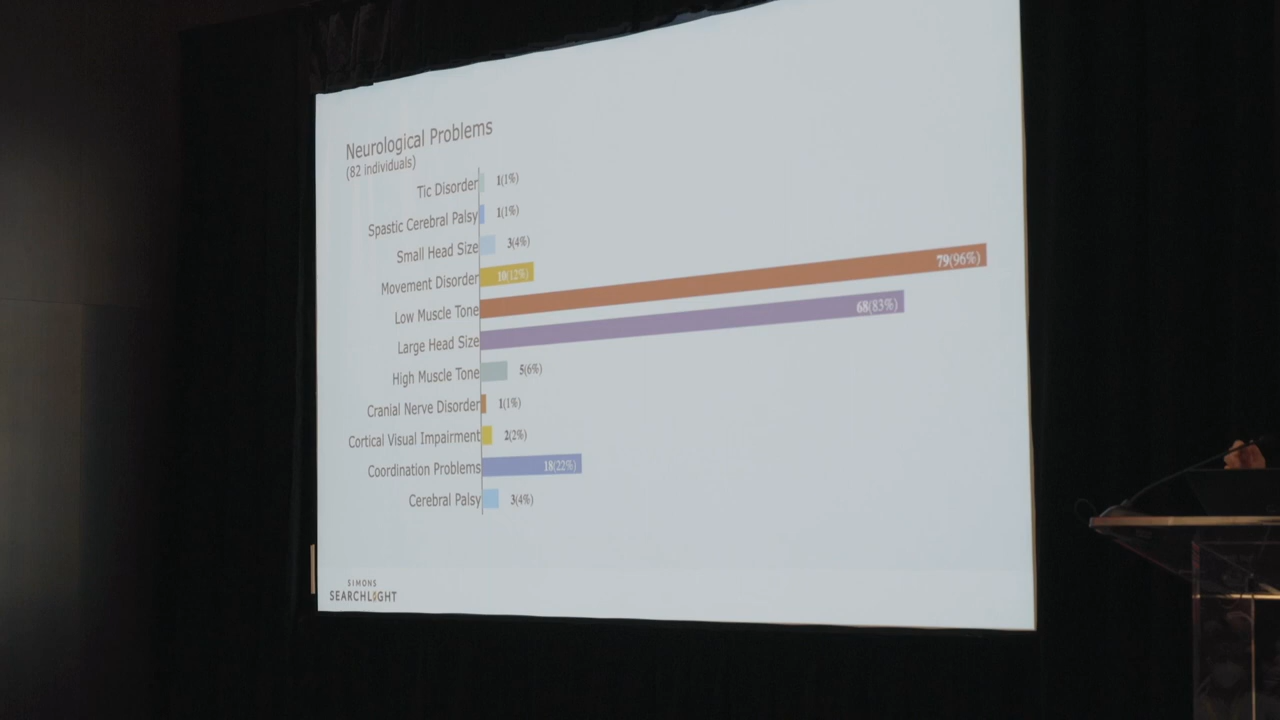 Neurological Problems
(82 individuals)
Tic Disorder 1(1%)
Spastic Cerebral Palsy 1(1%)
Small Head Size 3(4%)
Movement Disorder 10(12%)
Low Muscle Tone 79(96%)
Large Head Size 68(83%)
High Muscle Tone 5(6%)
Cranial Nerve Disorder 1(1%)
Cortical Visual Impairment 2(2%)
Coordination Problems 18(22%)
Cerebral Palsy 3(4%)
SIMONS
SEARCHLIGHT